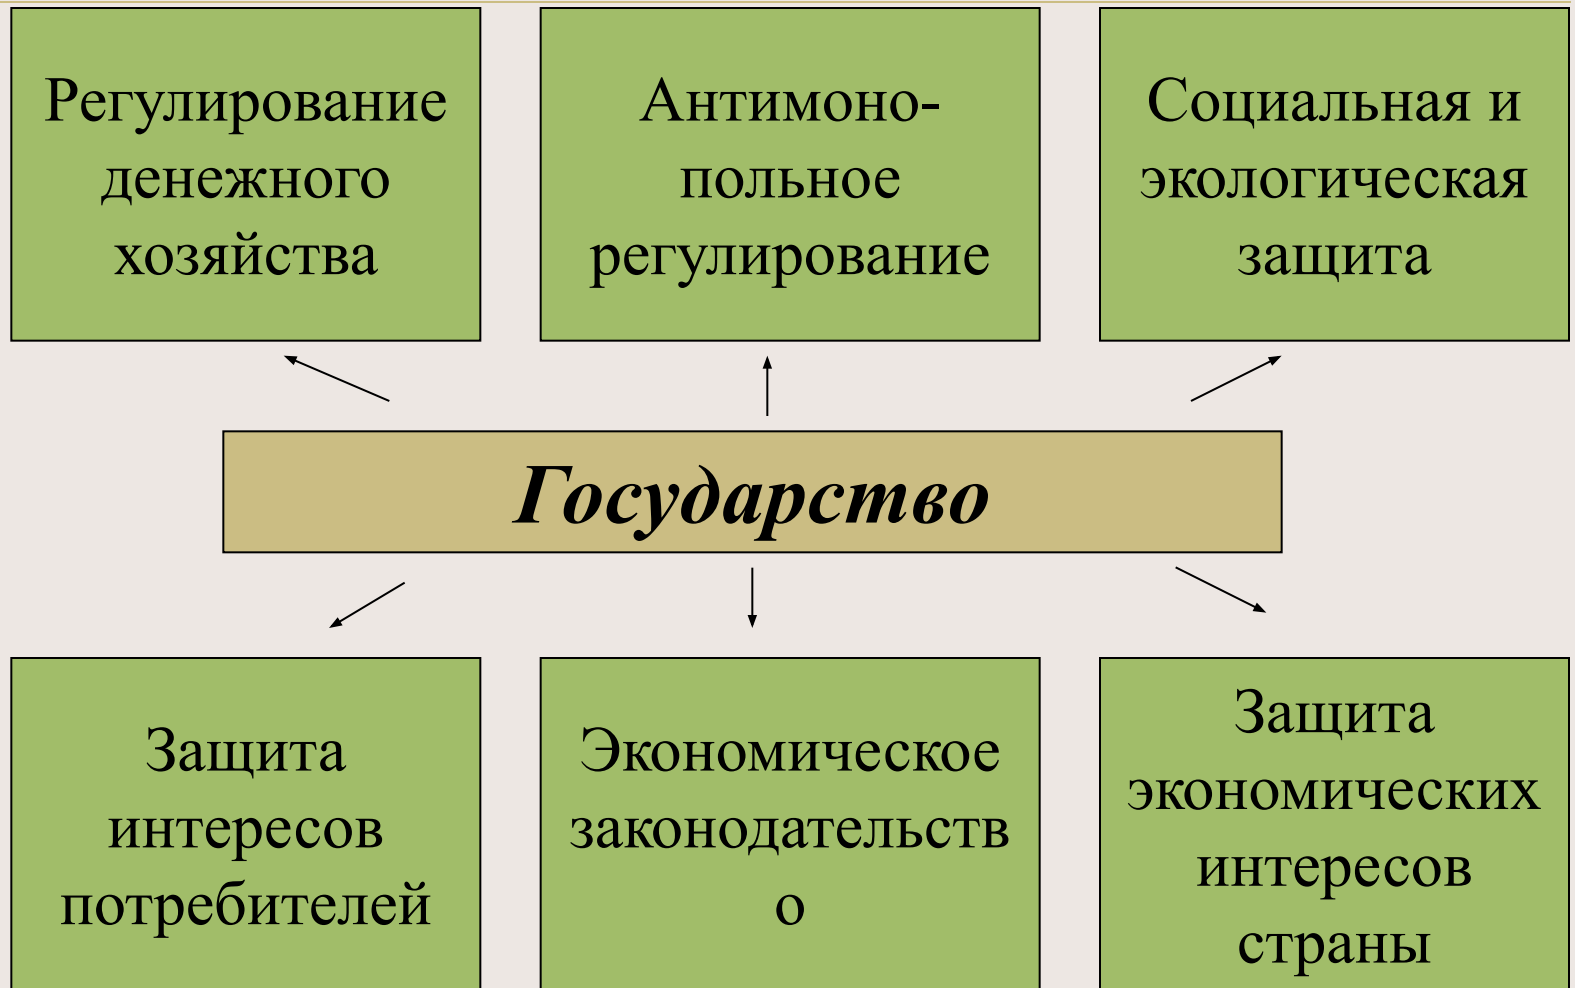 Регулирование
денежного
хозяйства
Антимоно-
польное
регулирование
Социальная и
экологическая
защита
Государство
Защита
интересов
потребителей
Экономическое
законодательств
о
Защита
экономических
интересов
страны